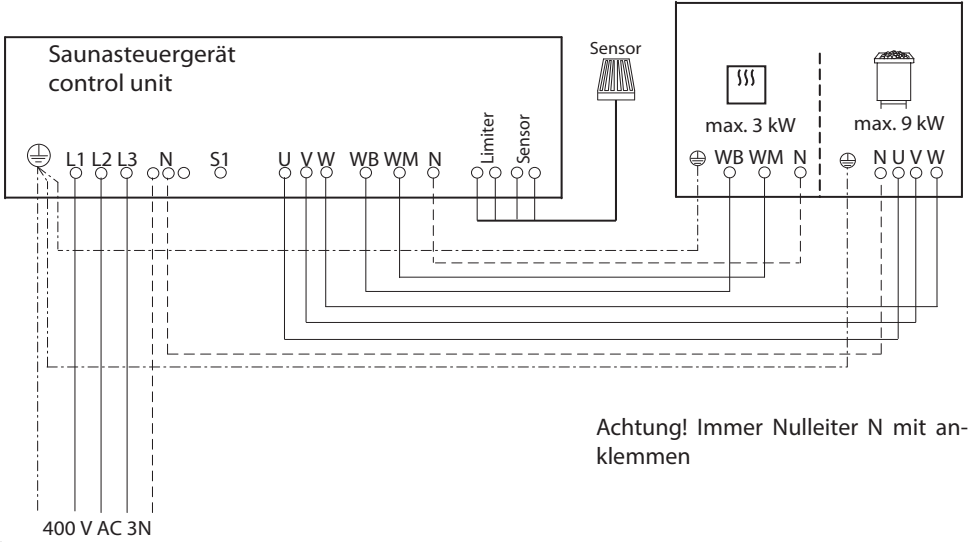 Saunasteuergerät
control unit
Sensor
max. 3 kW
max. 9 kW
L1 L2 L3 N S1 U V W WB WM N Limiter Sensor
WB WM N
N U V W
Achtung! Immer Nulleiter N mit an-
klemmen
400 V AC 3N